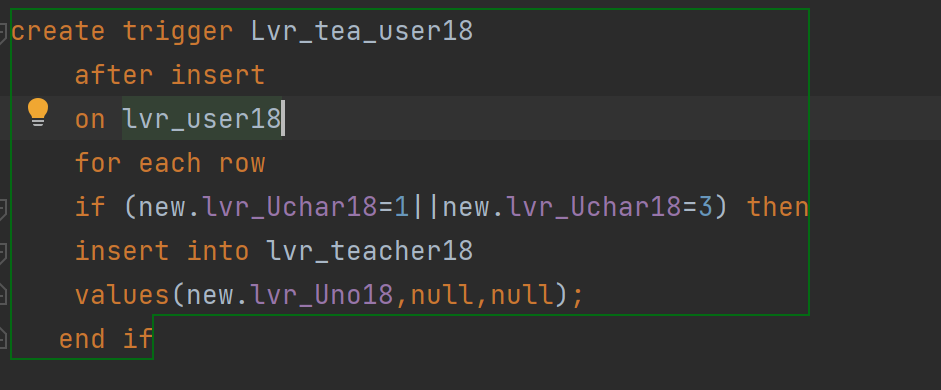 create trigger Lvr_tea_user18
after insert
on lvr_user18
for each row
if (new.lvr_Uchar18=1||new.lvr_Uchar18=3) then
insert into lvr_teacher18
values(new.lvr_Uno18,null,null);
end if